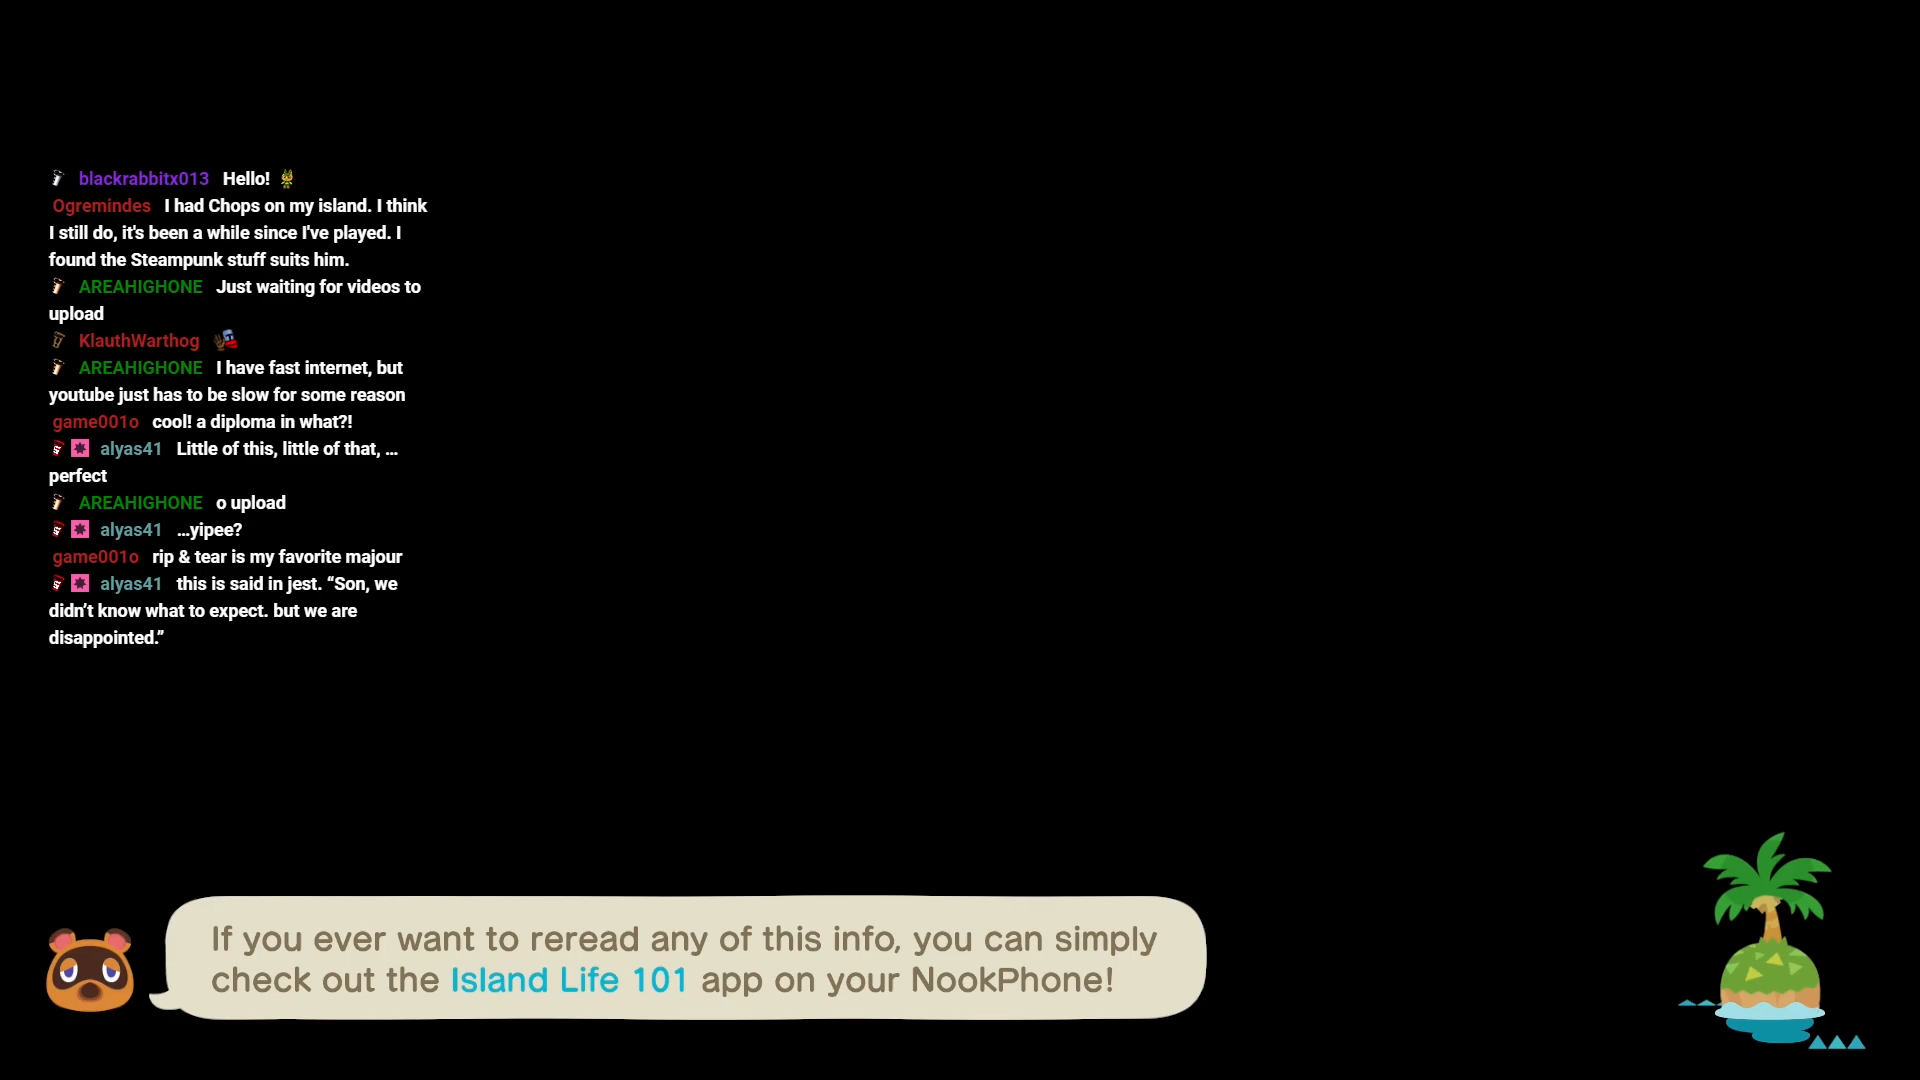 blackrabbitx013 Hello!
Ogremindes I had Chops on my island. I think
I still do, it's been a while since I've played. I
found the Steampunk stuff suits him.
AREAHIGHONE Just waiting for videos to
upload
KlauthWarthog
AREAHIGHONE I have fast internet, but
youtube just has to be slow for some reason
game001o cool! a diploma in what?!
alyas41 Little of this, little of that, ...
perfect
AREAHIGHONE o upload
alyas41 ...yipee?
game001o rip & tear is my favorite majour
alyas41 this is said in jest. “Son, we
didn’t know what to expect. but we are
disappointed.”
If you ever want to reread any of this info, you can simply
check out the Island Life 101 app on your NookPhone!